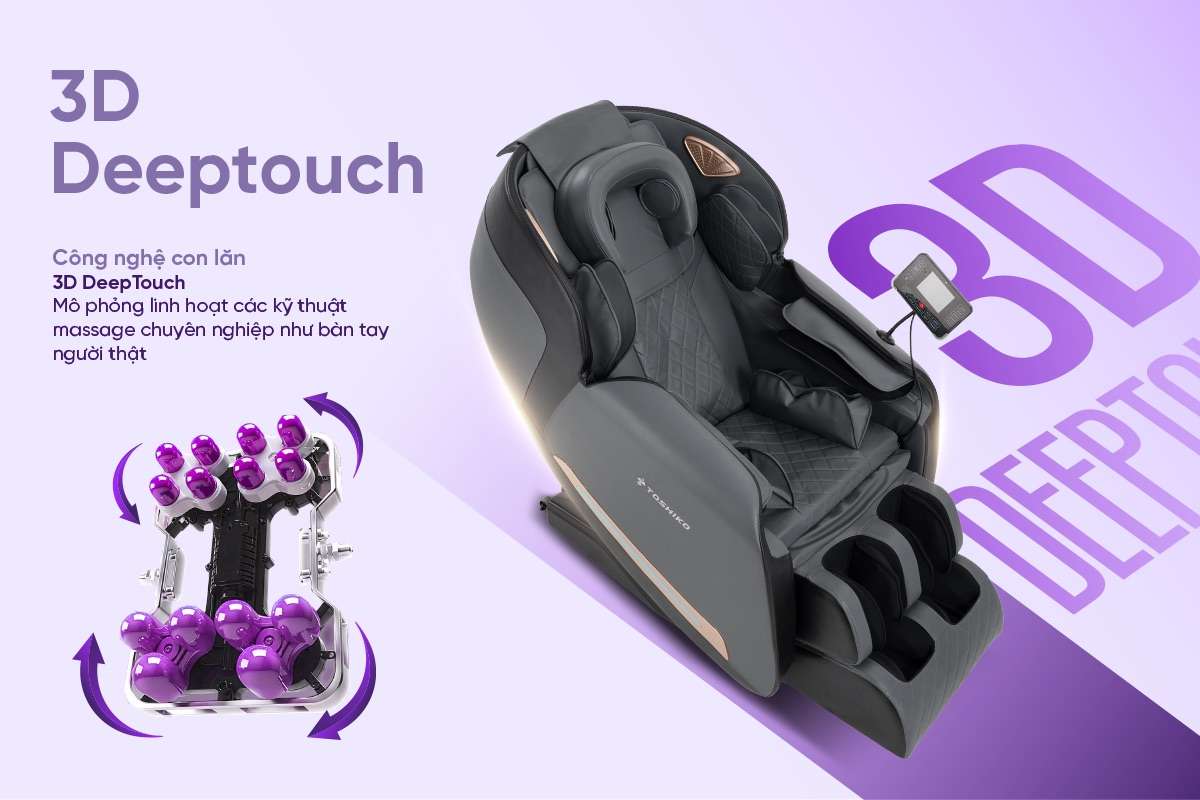 3D
Deeptouch
Công nghệ con lăn
3D DeepTouch
Mô phỏng linh hoạt các kỹ thuật
massage chuyên nghiệp như bàn tay
người thật
3D
TOSHIKO